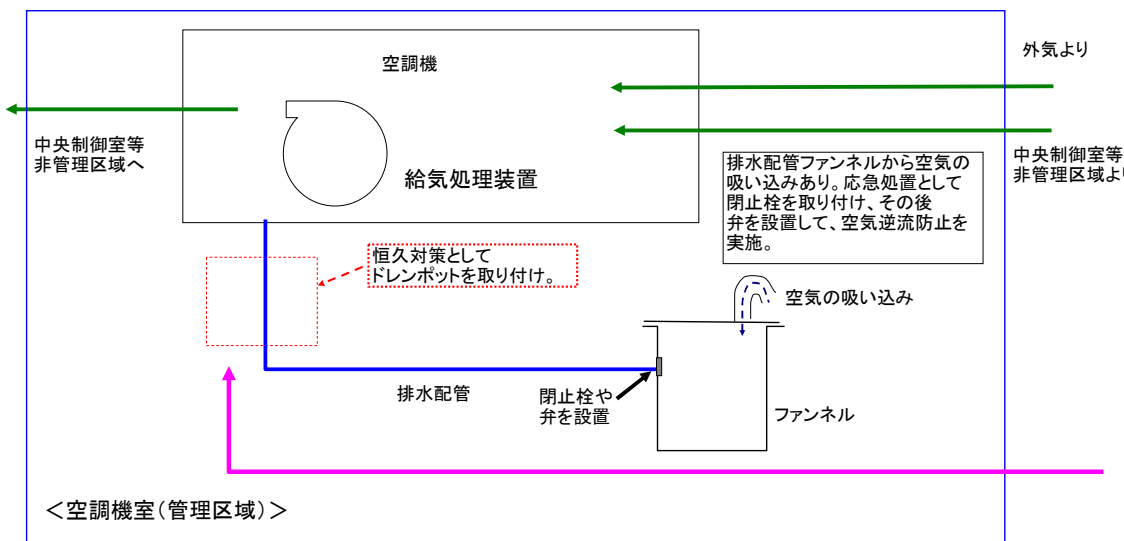 外気より
空調機
中央制御室等
非管理区域へ
給気処理装置
中央制御室等
非管理区域より
排水配管ファンネルから空気の
吸い込みあり。応急処置として
閉止栓を取り付け、その後
弁を設置して、空気逆流防止を
実施。
恒久対策として
ドレンポットを取り付け。
空気の吸い込み
排水配管
閉止栓や
弁を設置
ファンネル
<空調機室(管理区域)>